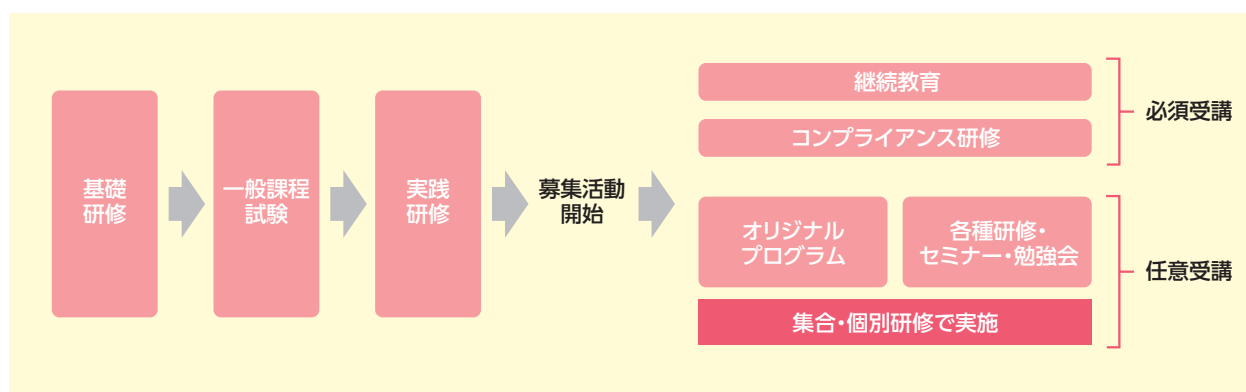 基礎
研修
一般課程
試験
実践
研修
募集活動
開始
継続教育
コンプライアンス研修
必須受講
オリジナル
プログラム
各種研修・
セミナー・勉強会
集合・個別研修で実施
任意受講